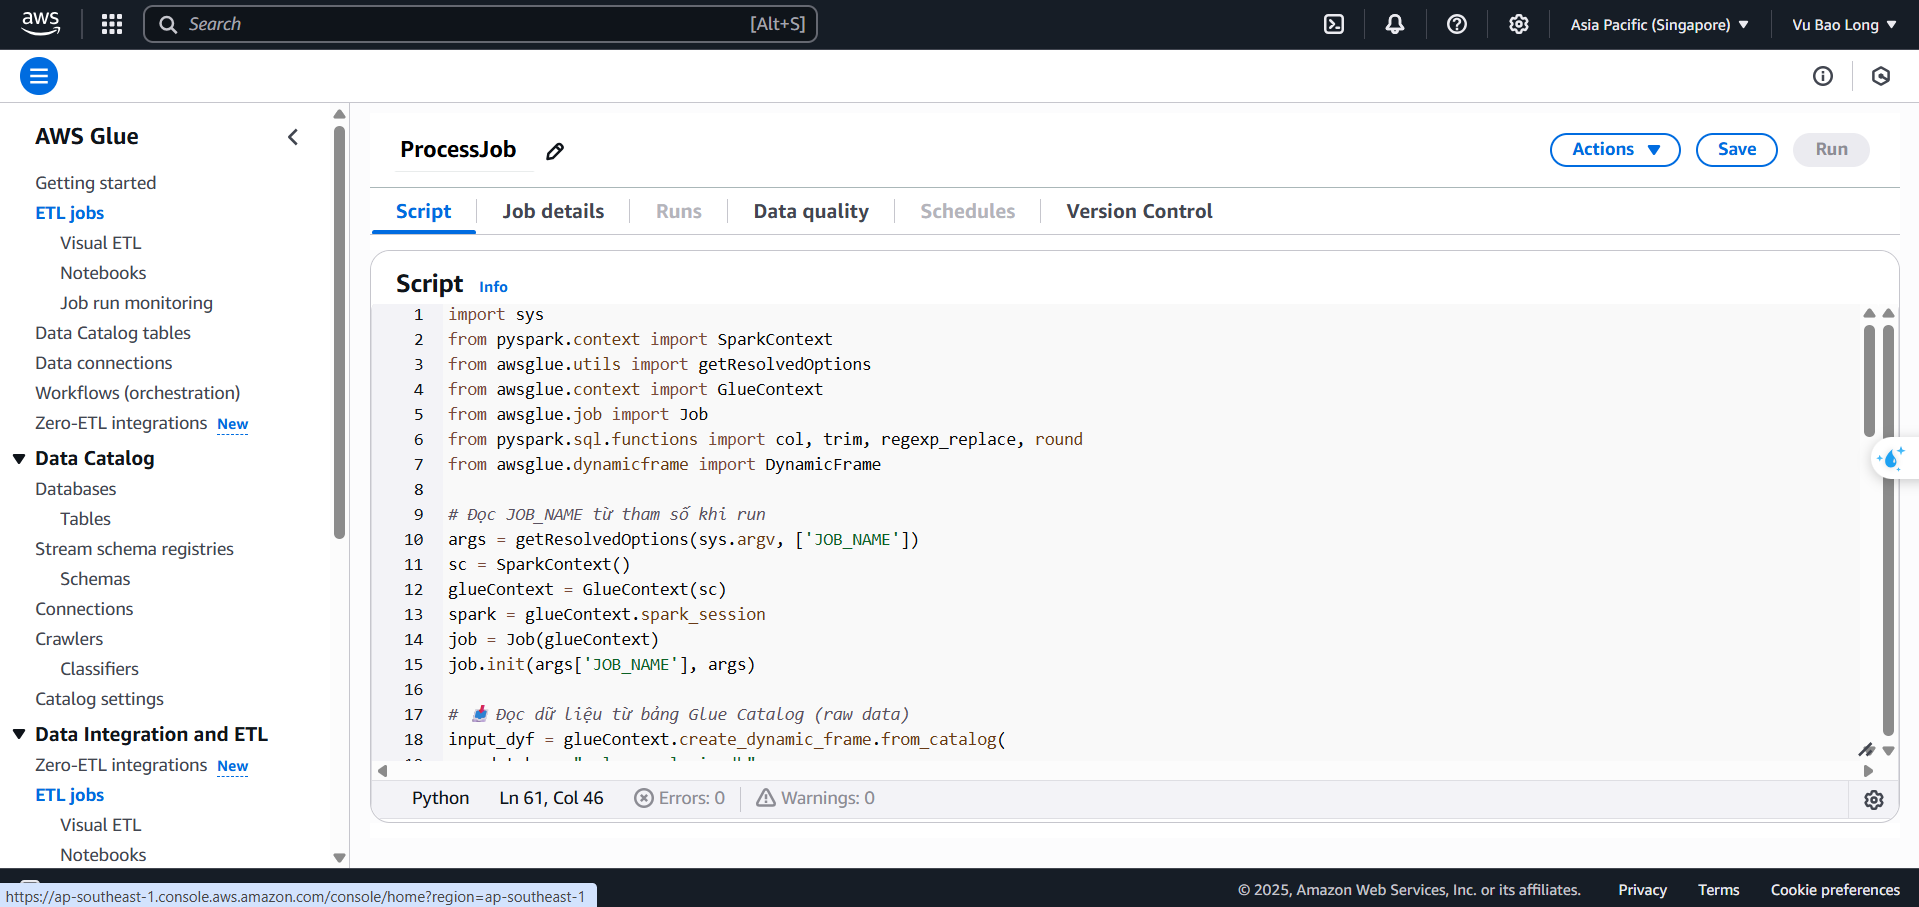 aws
Search
[Alt+S]
Asia Pacific (Singapore)
Vu Bao Long
AWS Glue
Getting started
ETL jobs
Visual ETL
Notebooks
Job run monitoring
Data Catalog tables
Data connections
Workflows (orchestration)
Zero-ETL integrations New
Data Catalog
Databases
Tables
Stream schema registries
Schemas
Connections
Crawlers
Classifiers
Catalog settings
Data Integration and ETL
Zero-ETL integrations New
ETL jobs
Visual ETL
Notebooks
ProcessJob
Actions
Save
Run
Script
Job details
Runs
Data quality
Schedules
Version Control
Script Info
1 import sys
2 from pyspark.context import SparkContext
3 from awsglue.utils import getResolvedOptions
4 from awsglue.context import GlueContext
5 from awsglue.job import Job
6 from pyspark.sql.functions import col, trim, regexp_replace, round
7 from awsglue.dynamicframe import DynamicFrame
8
9 # Đọc JOB_NAME từ tham số khi run
10 args = getResolvedOptions(sys.argv, ['JOB_NAME'])
11 sc = SparkContext()
12 glueContext = GlueContext(sc)
13 spark = glueContext.spark_session
14 job = Job(glueContext)
15 job.init(args['JOB_NAME'], args)
16
17 # 📥 Đọc dữ liệu từ bảng Glue Catalog (raw data)
18 input_dyf = glueContext.create_dynamic_frame.from_catalog(
Python
Ln 61, Col 46
Errors: 0
Warnings: 0
https://ap-southeast-1.console.aws.amazon.com/console/home?region=ap-southeast-1
© 2025, Amazon Web Services, Inc. or its affiliates.
Privacy
Terms
Cookie preferences